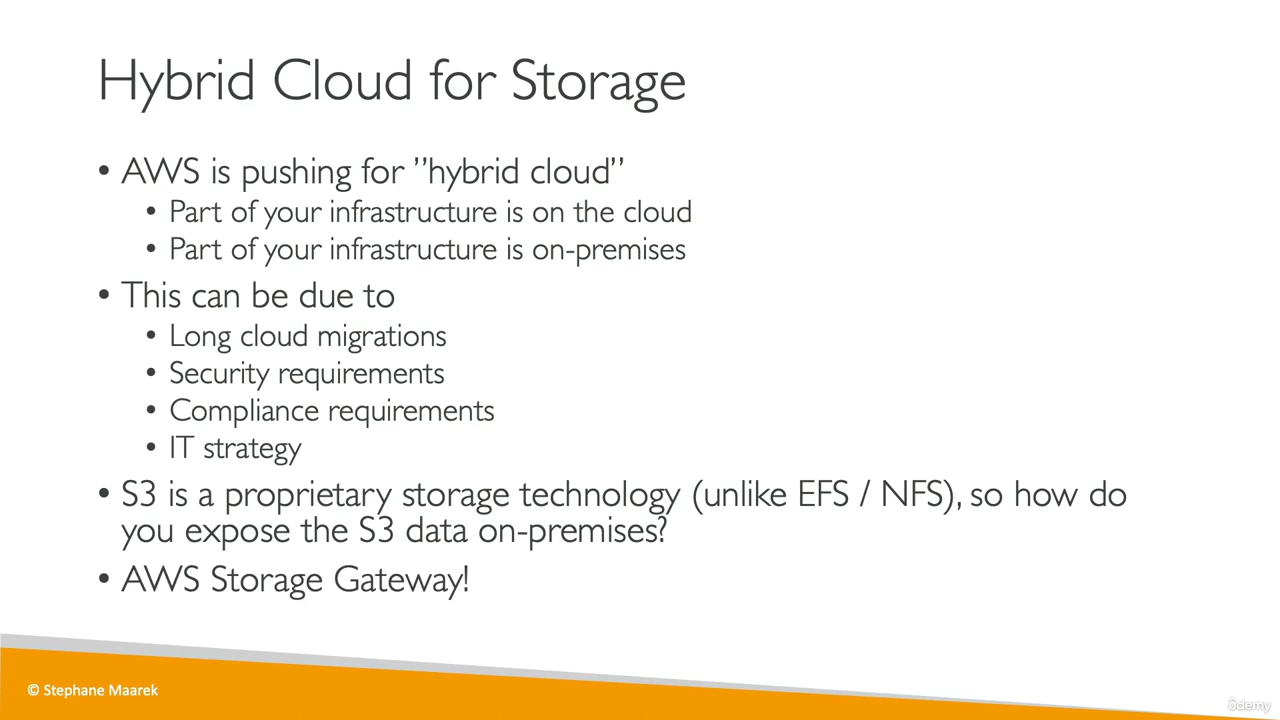 Hybrid Cloud for Storage
• AWS is pushing for ”hybrid cloud”
• Part of your infrastructure is on the cloud
• Part of your infrastructure is on-premises
• This can be due to
• Long cloud migrations
• Security requirements
• Compliance requirements
• IT strategy
• S3 is a proprietary storage technology (unlike EFS / NFS), so how do
you expose the S3 data on-premises?
• AWS Storage Gateway!
© Stephane Maarek
ûdemy